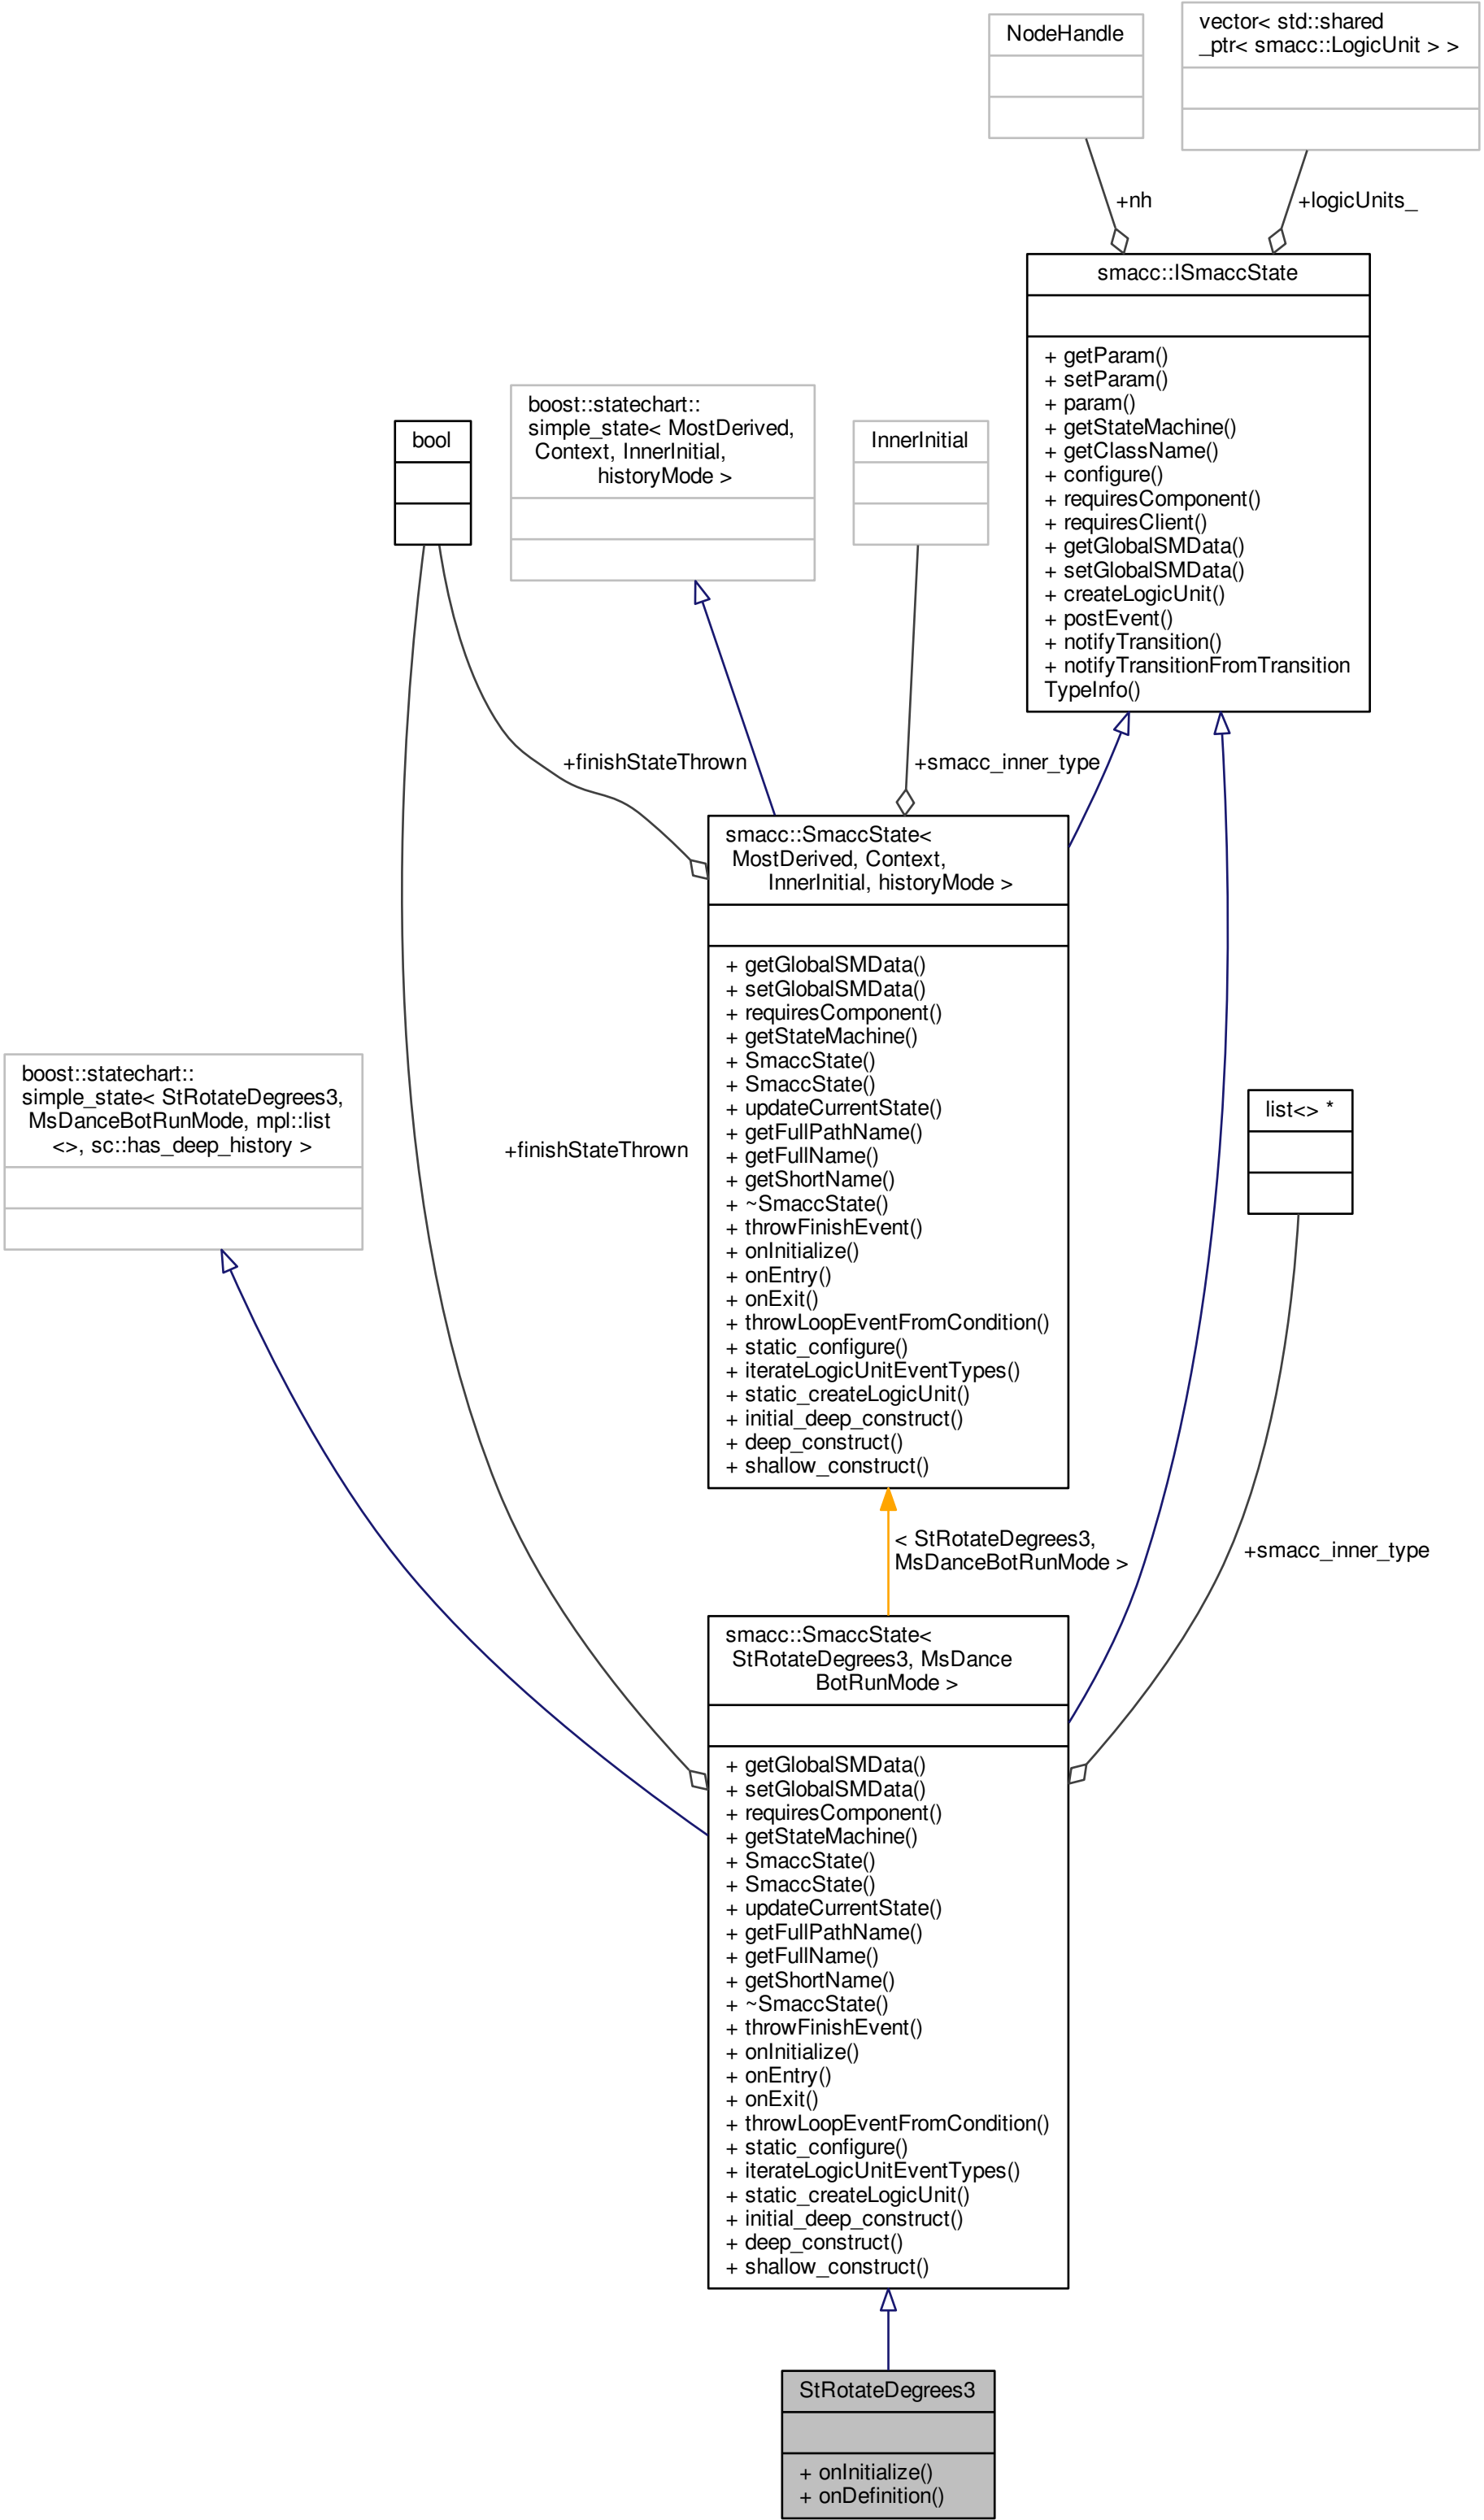 NodeHandle
vector< std::shared
_ptr< smacc::LogicUnit > >
+nh
+logicUnits_
smacc::ISmaccState
+ getParam()
+ setParam()
+ param()
+ getStateMachine()
+ getClassName()
+ configure()
+ requiresComponent()
+ requiresClient()
+ getGlobalSMData()
+ setGlobalSMData()
+ createLogicUnit()
+ postEvent()
+ notifyTransition()
+ notifyTransitionFromTransition
TypeInfo()
bool
boost::statechart::
simple_state< MostDerived,
Context, InnerInitial,
historyMode >
InnerInitial
+finishStateThrown
+smacc_inner_type
smacc::SmaccState<
MostDerived, Context,
InnerInitial, historyMode >
+ getGlobalSMData()
+ setGlobalSMData()
+ requiresComponent()
+ getStateMachine()
+ SmaccState()
+ SmaccState()
+ updateCurrentState()
+ getFullPathName()
+ getFullName()
+ getShortName()
+ ~SmaccState()
+ throwFinishEvent()
+ onInitialize()
+ onEntry()
+ onExit()
+ throwLoopEventFromCondition()
+ static_configure()
+ iterateLogicUnitEventTypes()
+ static_createLogicUnit()
+ initial_deep_construct()
+ deep_construct()
+ shallow_construct()
boost::statechart::
simple_state< StRotateDegrees3,
MsDanceBotRunMode, mpl::list
<>, sc::has_deep_history >
+finishStateThrown
list<> *
< StRotateDegrees3,
MsDanceBotRunMode >
+smacc_inner_type
smacc::SmaccState<
StRotateDegrees3, MsDance
BotRunMode >
+ getGlobalSMData()
+ setGlobalSMData()
+ requiresComponent()
+ getStateMachine()
+ SmaccState()
+ SmaccState()
+ updateCurrentState()
+ getFullPathName()
+ getFullName()
+ getShortName()
+ ~SmaccState()
+ throwFinishEvent()
+ onInitialize()
+ onEntry()
+ onExit()
+ throwLoopEventFromCondition()
+ static_configure()
+ iterateLogicUnitEventTypes()
+ static_createLogicUnit()
+ initial_deep_construct()
+ deep_construct()
+ shallow_construct()
StRotateDegrees3
+ onInitialize()
+ onDefinition()